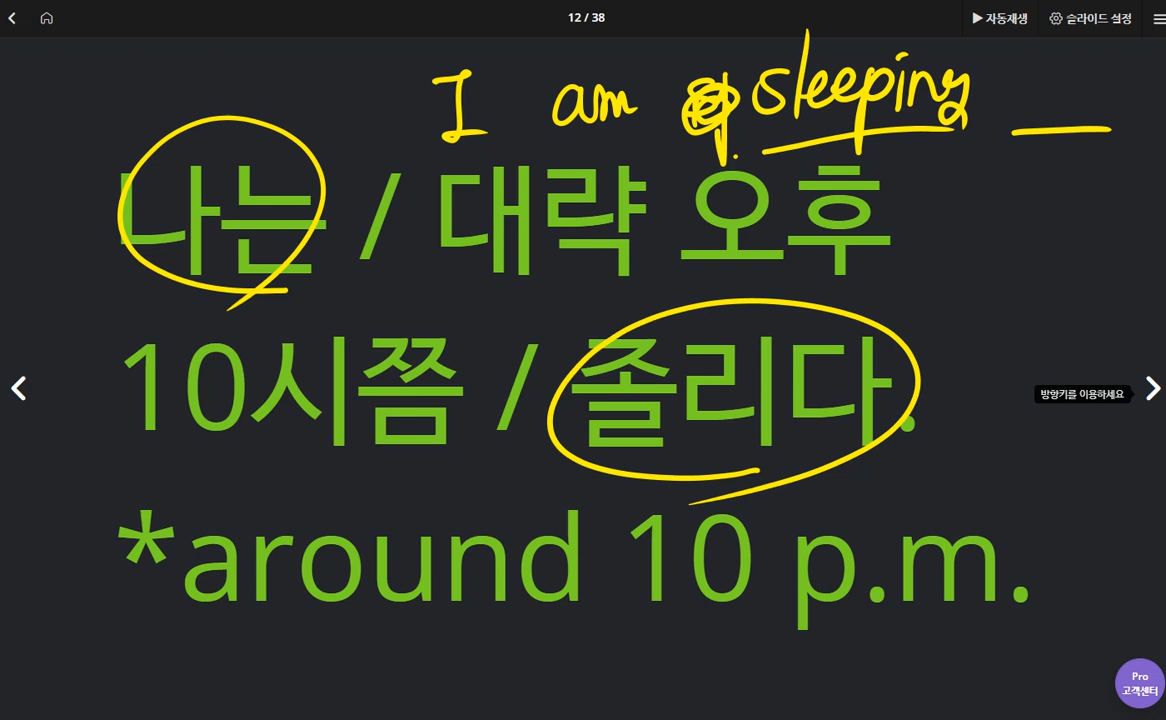 12 / 38
▶ 자동재생
슬라이드 설정
I am sleeping
나는 / 대략 오후
10시쯤 / 졸리다.
방향키를 이용하세요
*around 10 p.m.
Pro
고객센터